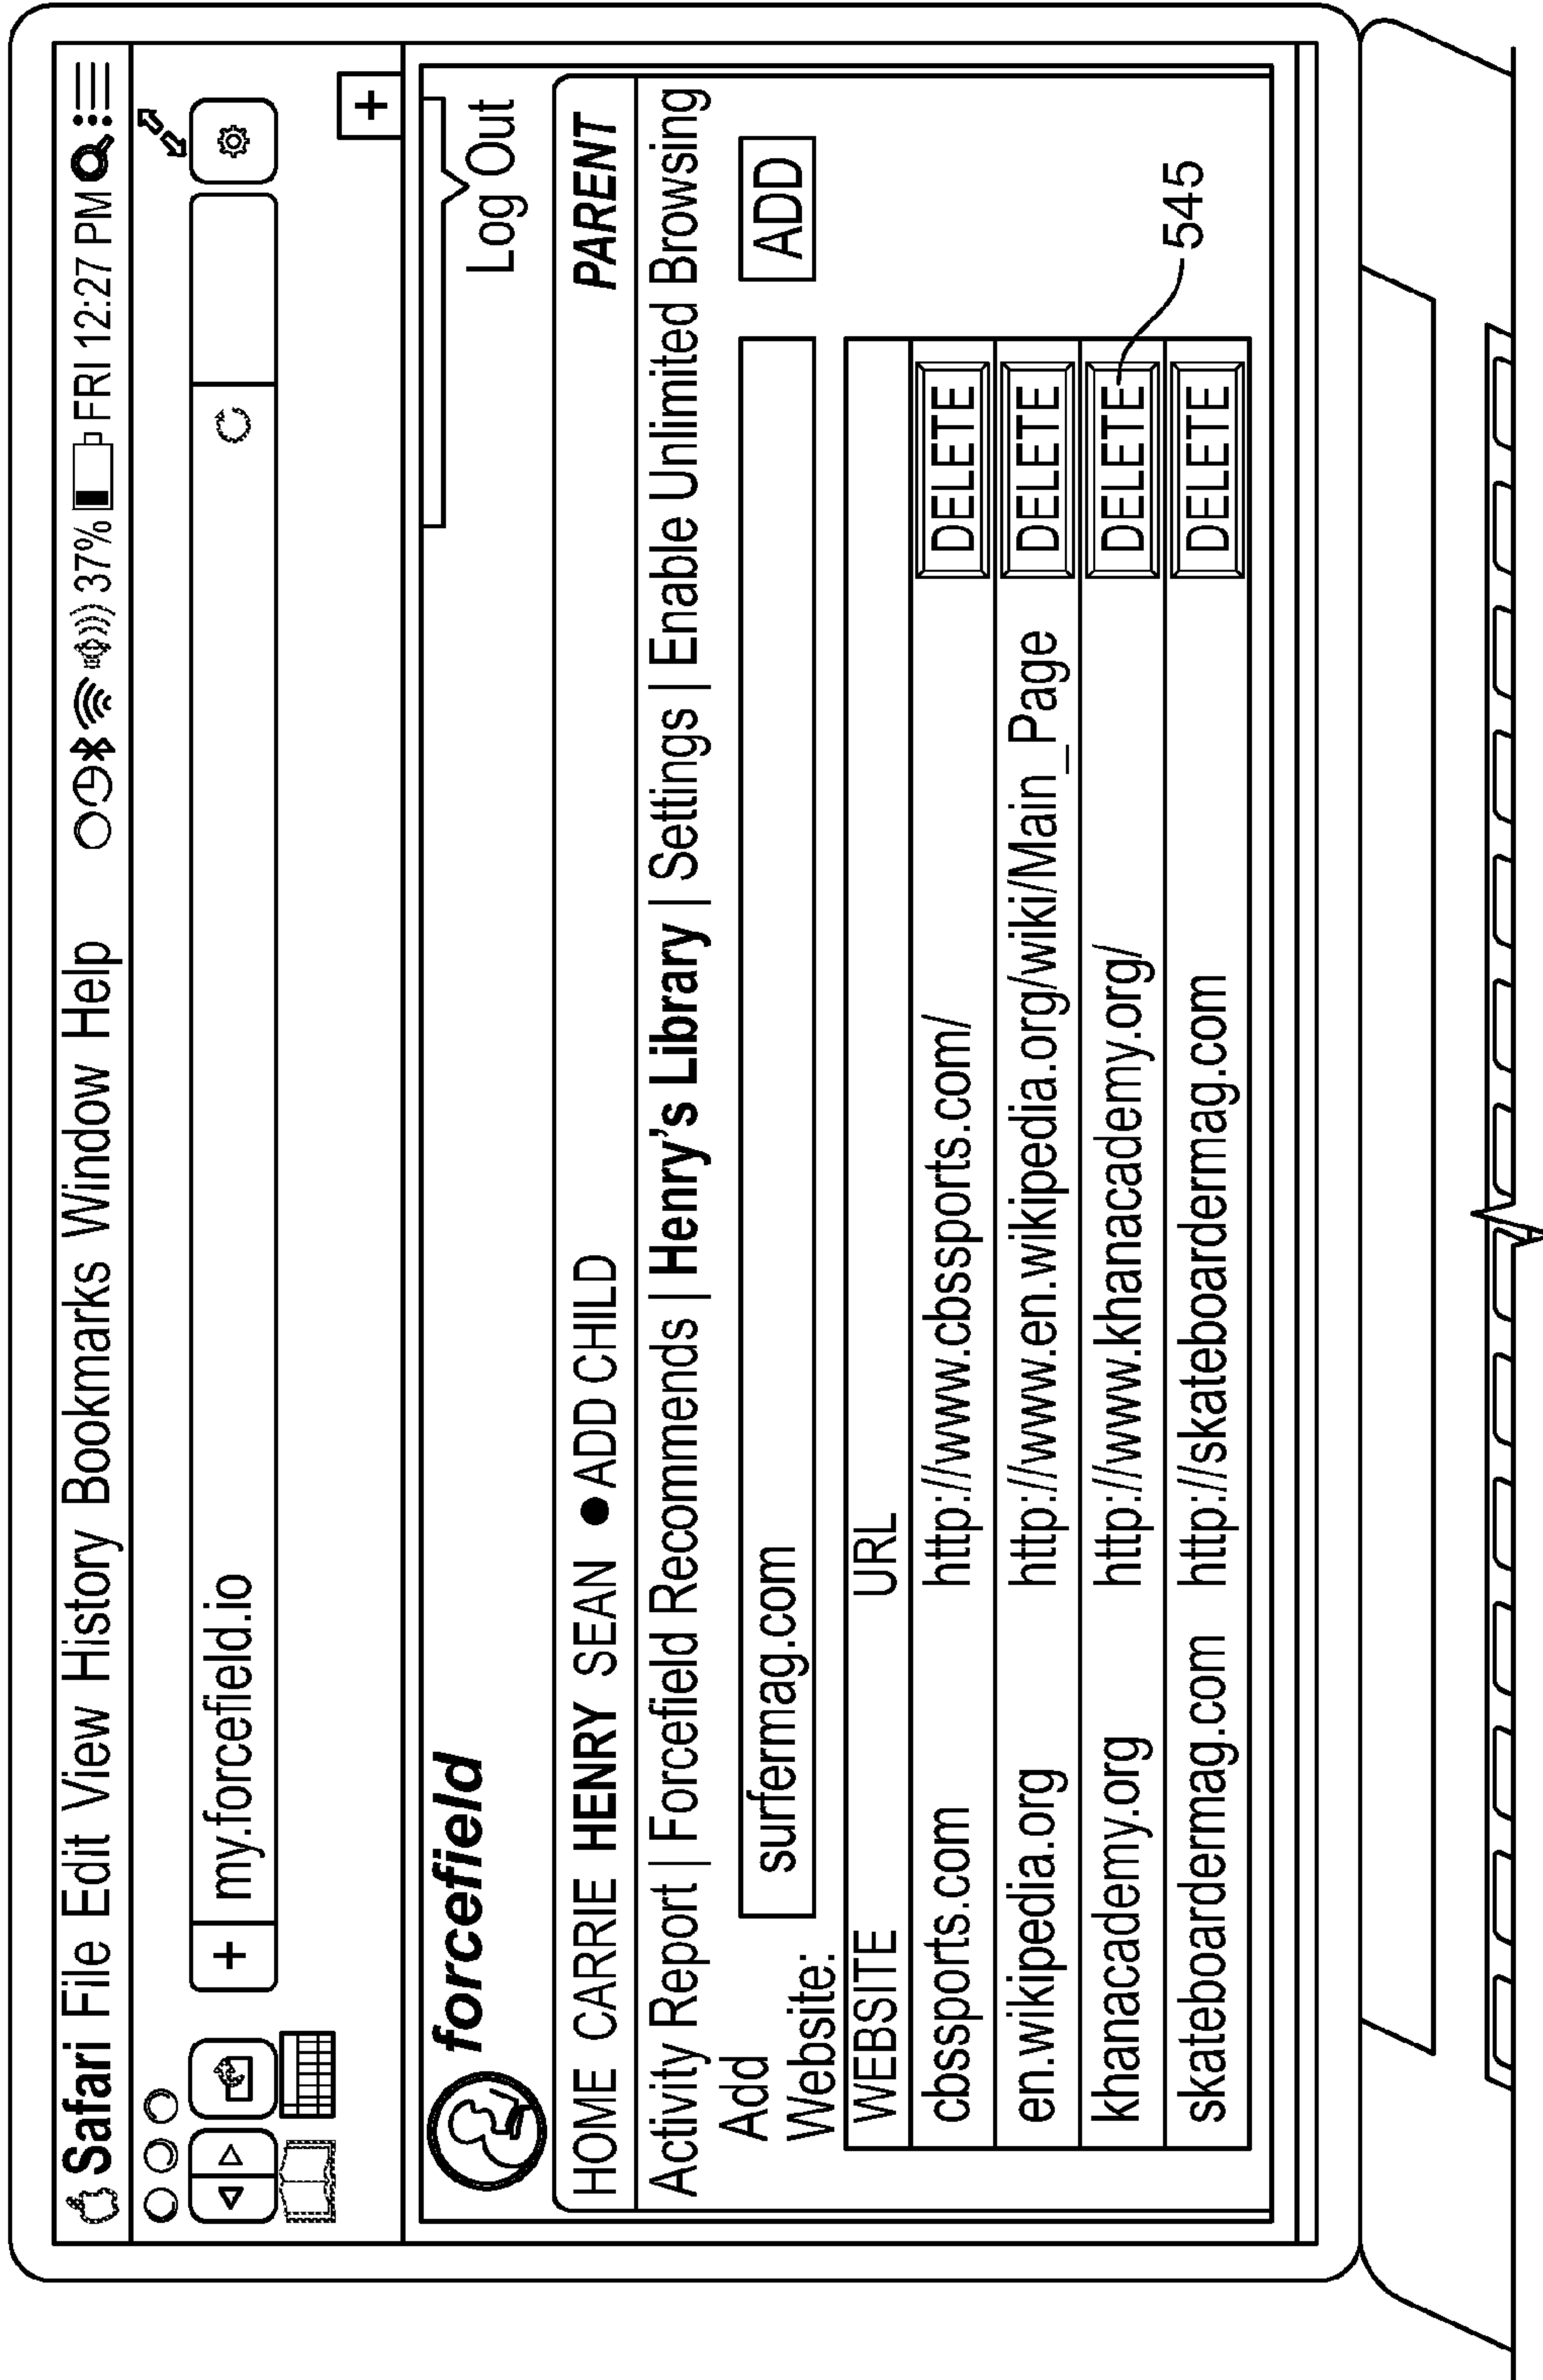 Safari File Edit View History Bookmarks Window Help 37% FRI 12:27 PM
+ my.forcefield.io
+
forcefield Log Out
HOME CARRIE HENRY SEAN ● ADD CHILD PARENT
Activity Report | Forcefield Recommends | Henry's Library | Settings | Enable Unlimited Browsing
Add
Website: surfermag.com ADD
WEBSITE URL
cbssports.com http://www.cbssports.com/ DELETE
en.wikipedia.org http://www.en.wikipedia.org/wiki/Main_Page DELETE
khanacademy.org http://www.khanacademy.org/ DELETE
skateboardermag.com http://skateboardermag.com DELETE
545